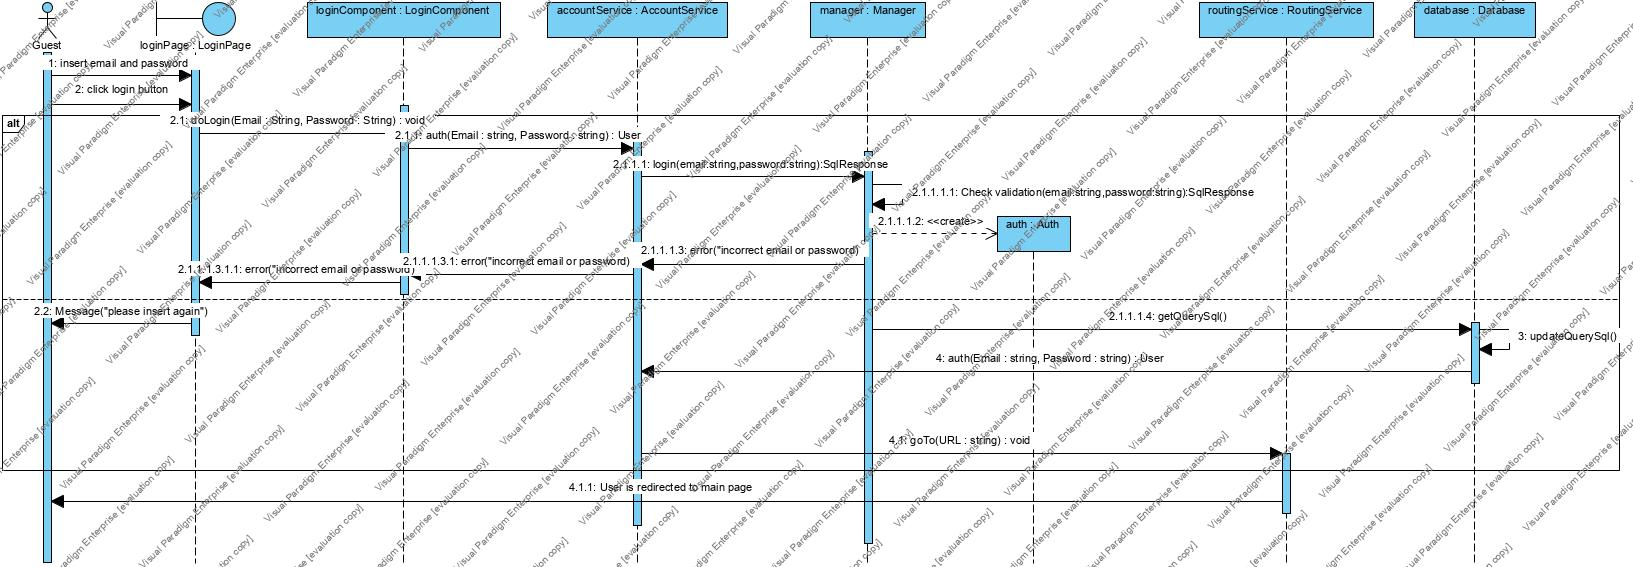 loginComponent : LoginComponent
accountService : AccountService
manager : Manager
routingService : RoutingService
database : Database
Guest
loginPage : LoginPage
1: insert email and password
2: click login button
alt
2.1: doLogin(Email : String, Password : String) : void
2.1.1: auth(Email : string, Password : string) : User
2.1.1.1: login(email:string,password:string):SqlResponse
2.1.1.1.1: Check validation(email:string,password:string):SqlResponse
2.1.1.1.2: <<create>>
auth : Auth
2.1.1.1.3: error("incorrect email or password)
2.1.1.1.3.1: error("incorrect email or password)
2.1.1.1.3.1.1: error("incorrect email or password)
2.2: Message("please insert again")
2.1.1.1.4: getQuerySql()
3: updateQuerySql()
4: auth(Email : string, Password : string) : User
4.1: goTo(URL : string) : void
4.1.1: User is redirected to main page
Visual Paradigm Enterprise [evaluation copy]